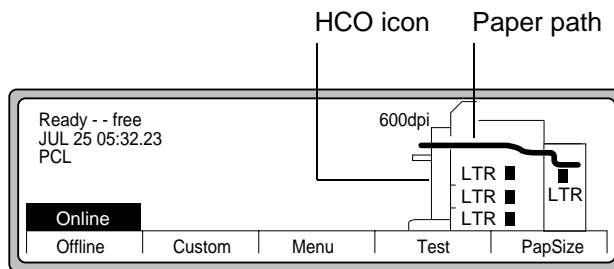 HCO icon Paper path
Ready - - free 600dpi
JUL 25 05:32.23
PCL
LTR
LTR LTR
LTR
Online
Offline Custom Menu Test PapSize